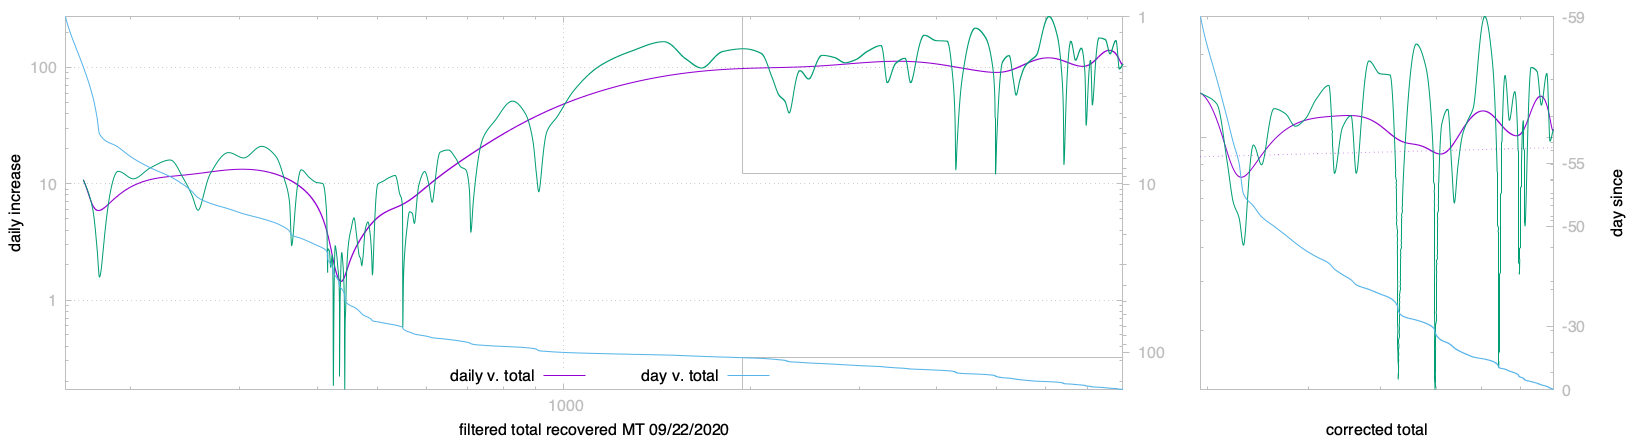 daily increase
100
10
1
1
10
100
daily v. total
day v. total
1000
filtered total recovered MT 09/22/2020
-59
-55
-50
-30
0
day since
corrected total